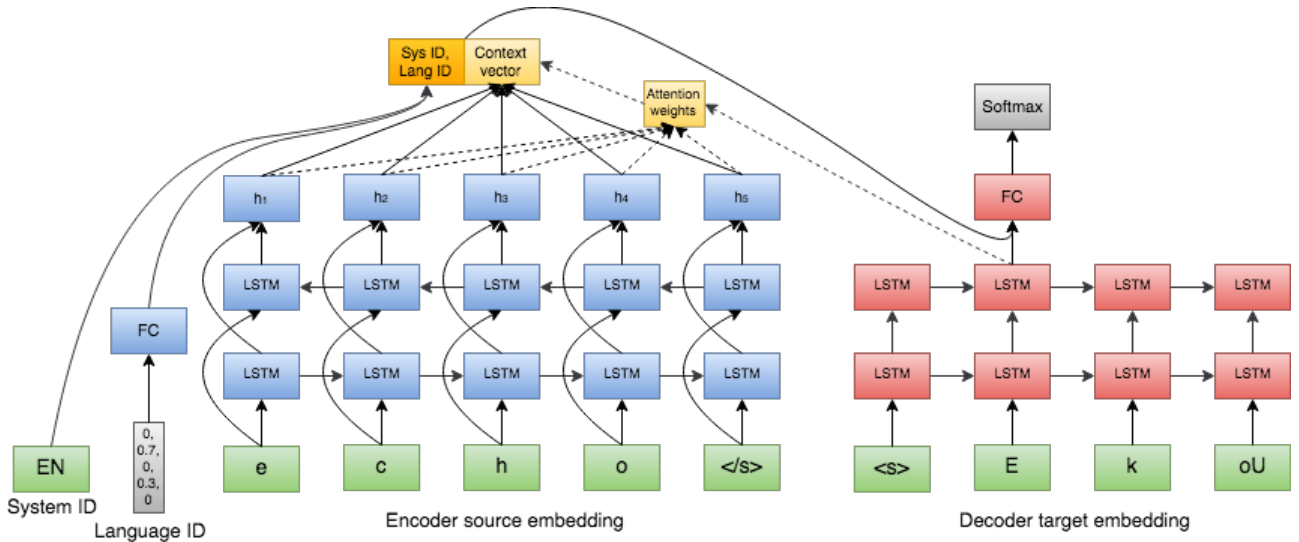 Sys ID,
Lang ID
Context
vector
Attention
weights
Softmax
h₁
h₂
h₃
h₄
h₅
FC
LSTM
LSTM
LSTM
LSTM
LSTM
LSTM
LSTM
LSTM
LSTM
FC
LSTM
LSTM
LSTM
LSTM
LSTM
LSTM
LSTM
LSTM
LSTM
0,
0.7,
0,
0.3,
0
EN
e
c
h
o
</s>
<s>
E
k
oU
System ID
Language ID
Encoder source embedding
Decoder target embedding